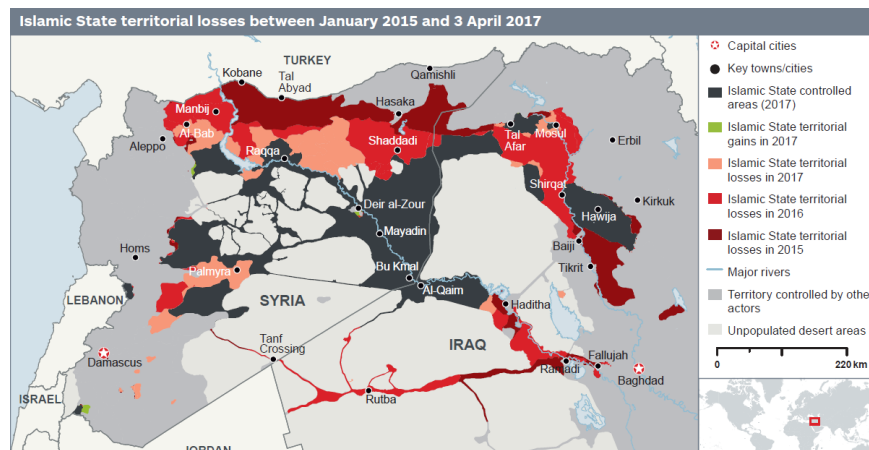 Islamic State territorial losses between January 2015 and 3 April 2017
TURKEY
Kobane
Tal
Abyad
Qamishli
Hasaka
Manbij
Al-Bab
Aleppo
Raqqa
Shaddadi
Tal
Afar
Mosul
Erbil
Shirqat
Kirkuk
Hawija
Deir al-Zour
Mayadin
Homs
Baiji
Palmyra
Bu Kmal
Tikrit
LEBANON
SYRIA
Al-Qaim
Haditha
Tanf
Crossing
IRAQ
Damascus
Ramadi
Fallujah
Baghdad
ISRAEL
Rutba
JORDAN
Capital cities
Key towns/cities
Islamic State controlled
areas (2017)
Islamic State territorial
gains in 2017
Islamic State territorial
losses in 2017
Islamic State territorial
losses in 2016
Islamic State territorial
losses in 2015
Major rivers
Territory controlled by other
actors
Unpopulated desert areas
0 220 km